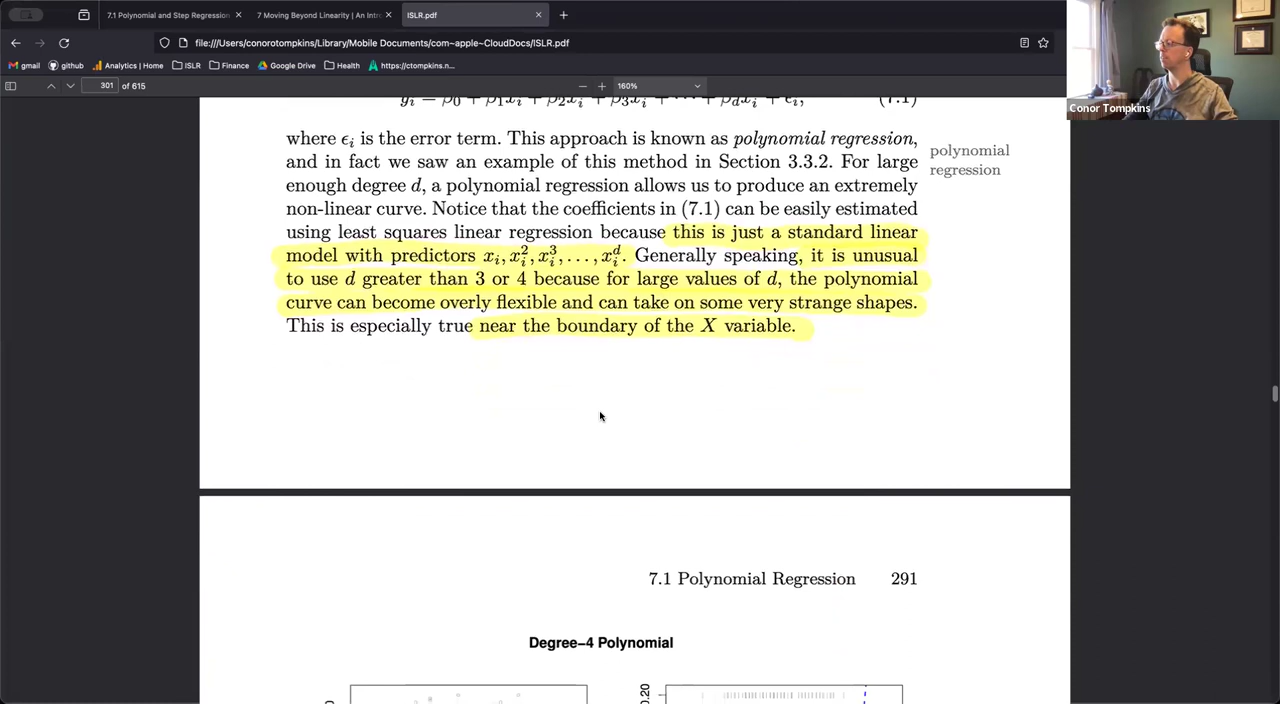 7.1 Polynomial and Step Regression
7 Moving Beyond Linearity | An Intr
ISLR.pdf
file:///Users/conorotompkins/Library/Mobile Documents/com~apple~CloudDocs/ISLR.pdf
gmail github Analytics | Home ISLR Finance Google Drive Health https://ctompkins.n...
301 of 615
160%
Conor Tompkins
(7.1)
where ϵi is the error term. This approach is known as polynomial regression,
and in fact we saw an example of this method in Section 3.3.2. For large
enough degree d, a polynomial regression allows us to produce an extremely
non-linear curve. Notice that the coefficients in (7.1) can be easily estimated
using least squares linear regression because this is just a standard linear
model with predictors xi, xi², xi³, . . . , xiᵈ. Generally speaking, it is unusual
to use d greater than 3 or 4 because for large values of d, the polynomial
curve can become overly flexible and can take on some very strange shapes.
This is especially true near the boundary of the X variable.
polynomial
regression
7.1 Polynomial Regression 291
Degree−4 Polynomial
0.20